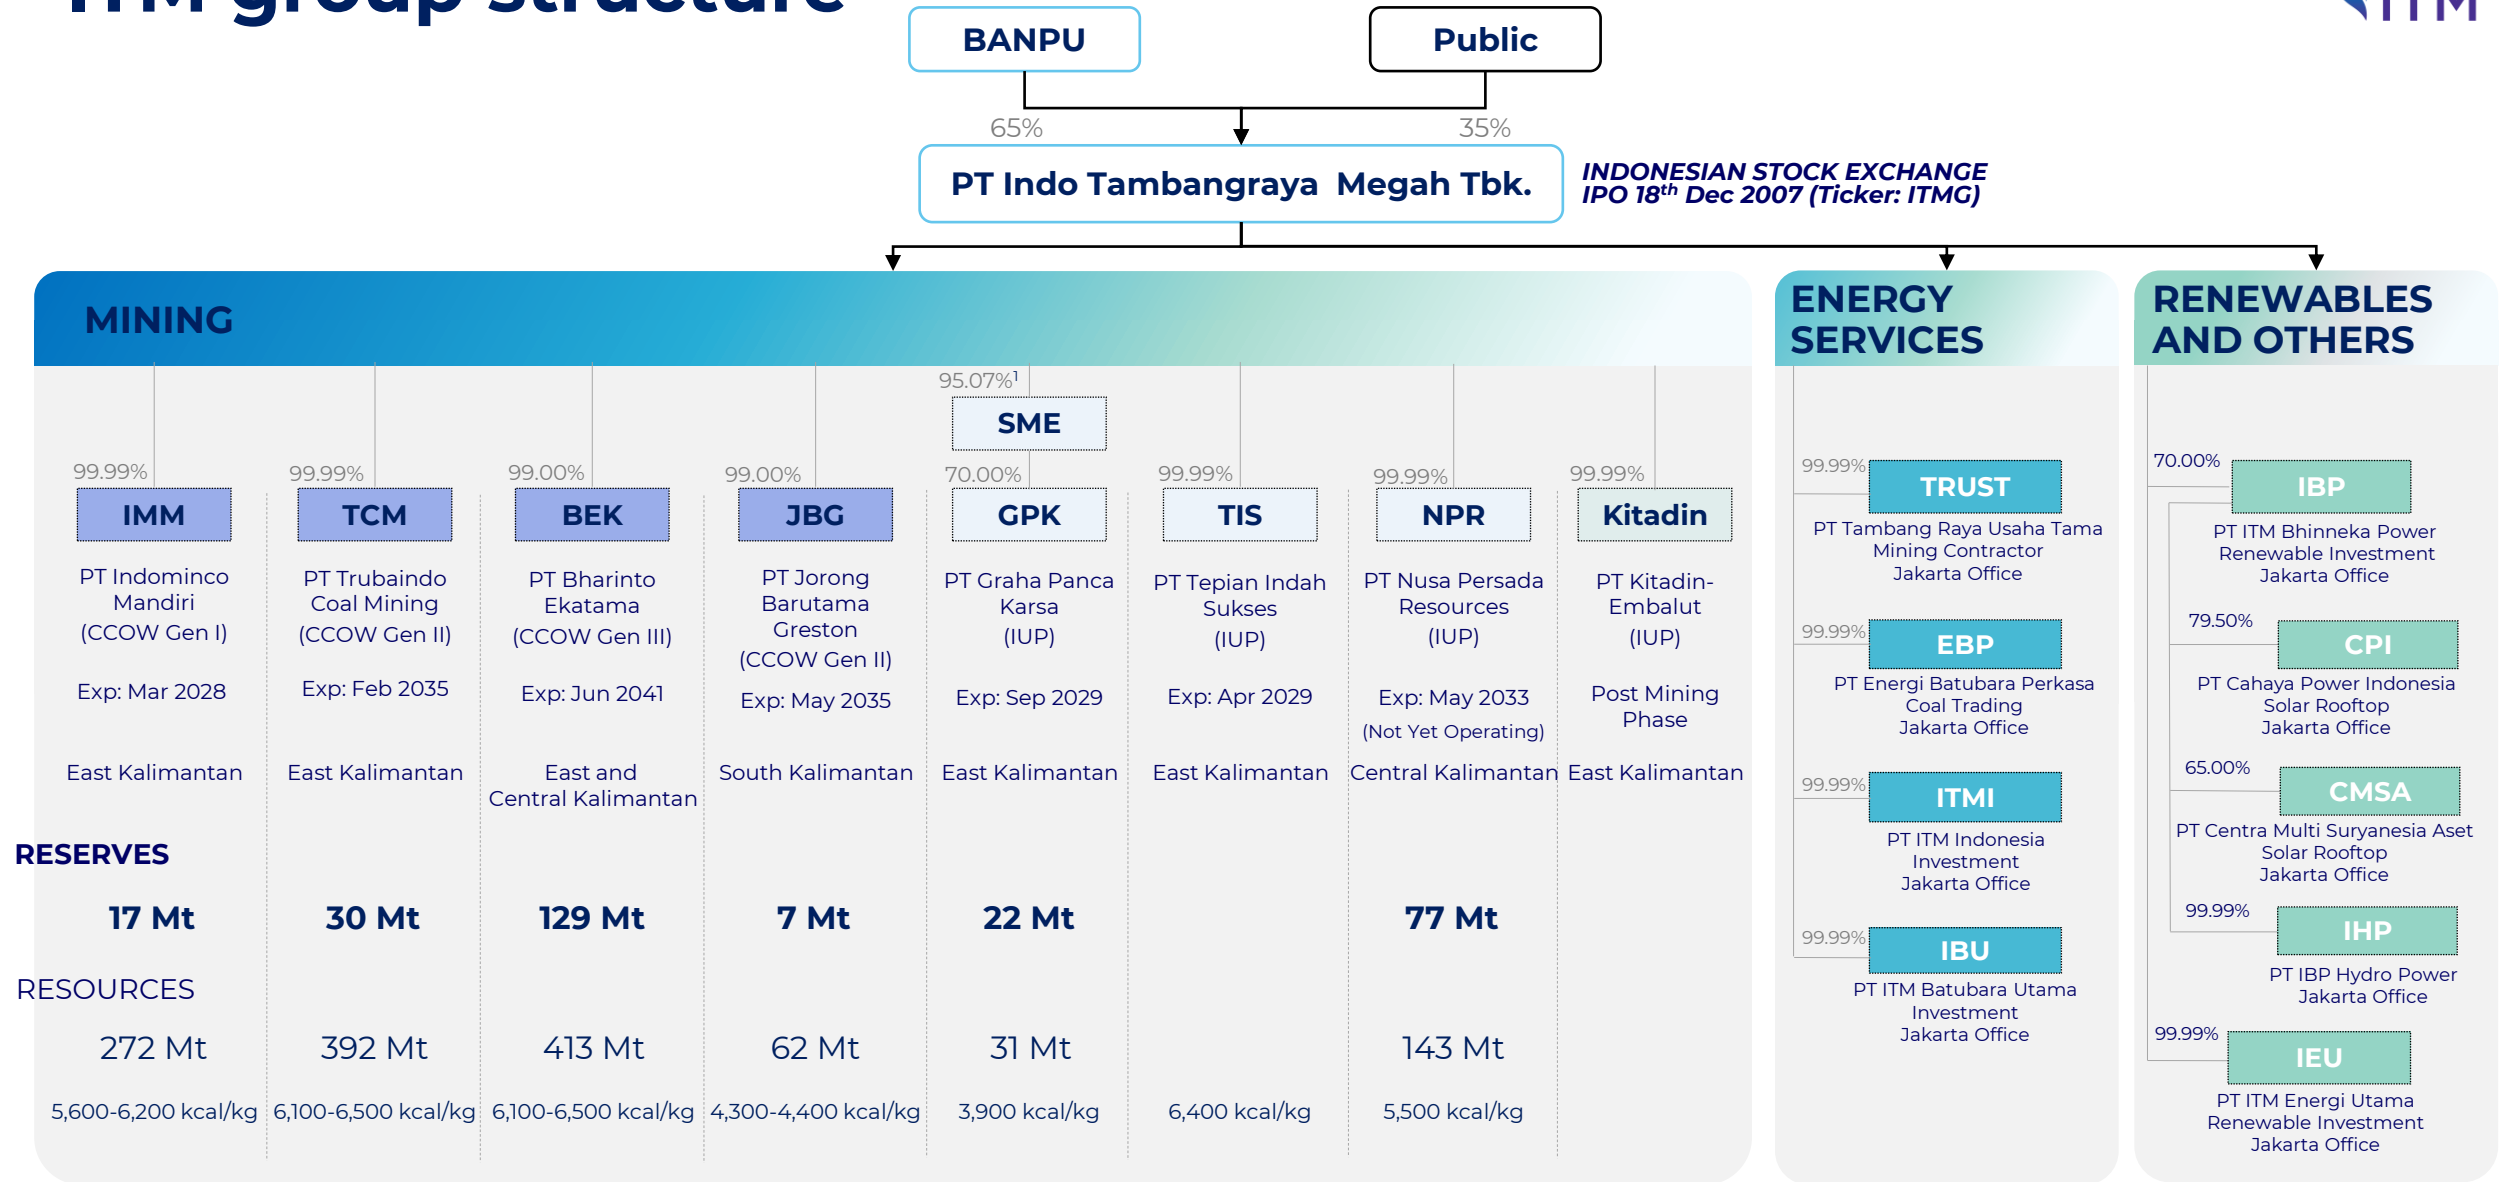 ITM group structure
ITM
BANPU
Public
65%
35%
PT Indo Tambangraya Megah Tbk.
INDONESIAN STOCK EXCHANGE
IPO 18th Dec 2007 (Ticker: ITMG)
MINING
95.07%1
SME
99.99%
IMM
PT Indominco
Mandiri
(CCOW Gen I)
Exp: Mar 2028
East Kalimantan
99.99%
TCM
PT Trubaindo
Coal Mining
(CCOW Gen II)
Exp: Feb 2035
East Kalimantan
99.00%
BEK
PT Bharinto
Ekatama
(CCOW Gen III)
Exp: Jun 2041
East and
Central Kalimantan
99.00%
JBG
PT Jorong
Barutama
Greston
(CCOW Gen II)
Exp: May 2035
South Kalimantan
70.00%
GPK
PT Graha Panca
Karsa
(IUP)
Exp: Sep 2029
East Kalimantan
99.99%
TIS
PT Tepian Indah
Sukses
(IUP)
Exp: Apr 2029
East Kalimantan
99.99%
NPR
PT Nusa Persada
Resources
(IUP)
Exp: May 2033
(Not Yet Operating)
Central Kalimantan
99.99%
Kitadin
PT Kitadin-
Embalut
(IUP)
Post Mining
Phase
East Kalimantan
RESERVES
17 Mt
30 Mt
129 Mt
7 Mt
22 Mt
77 Mt
RESOURCES
272 Mt
392 Mt
413 Mt
62 Mt
31 Mt
143 Mt
5,600-6,200 kcal/kg
6,100-6,500 kcal/kg
6,100-6,500 kcal/kg
4,300-4,400 kcal/kg
3,900 kcal/kg
6,400 kcal/kg
5,500 kcal/kg
ENERGY
SERVICES
99.99%
TRUST
PT Tambang Raya Usaha Tama
Mining Contractor
Jakarta Office
99.99%
EBP
PT Energi Batubara Perkasa
Coal Trading
Jakarta Office
99.99%
ITMI
PT ITM Indonesia
Investment
Jakarta Office
99.99%
IBU
PT ITM Batubara Utama
Investment
Jakarta Office
RENEWABLES
AND OTHERS
70.00%
IBP
PT ITM Bhinneka Power
Renewable Investment
Jakarta Office
79.50%
CPI
PT Cahaya Power Indonesia
Solar Rooftop
Jakarta Office
65.00%
CMSA
PT Centra Multi Suryanesia Aset
Solar Rooftop
Jakarta Office
99.99%
IHP
PT IBP Hydro Power
Jakarta Office
99.99%
IEU
PT ITM Energi Utama
Renewable Investment
Jakarta Office